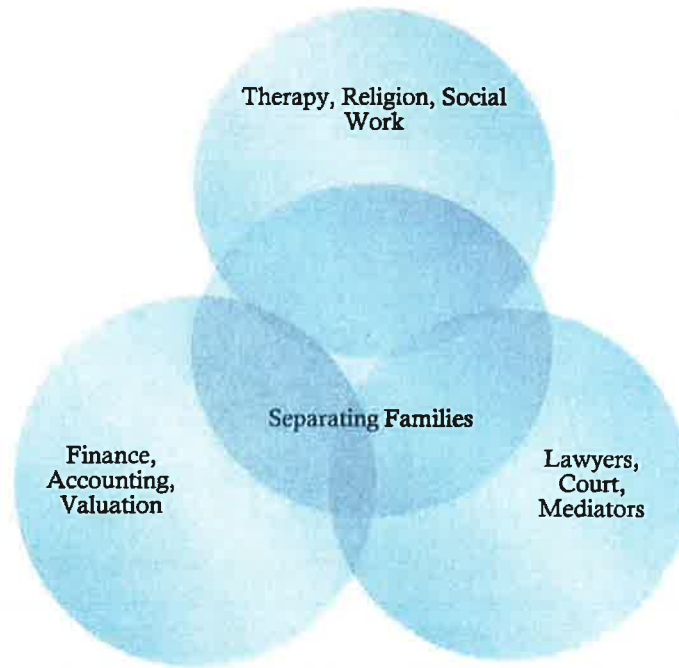 Therapy, Religion, Social
Work
Separating Families
Finance,
Accounting,
Valuation
Lawyers,
Court,
Mediators